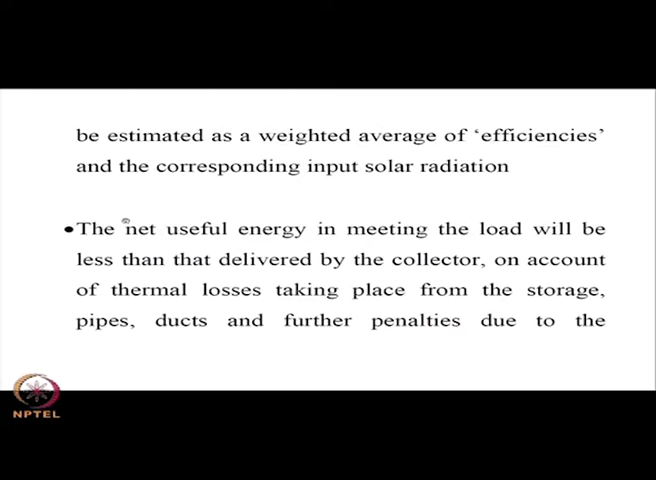 be estimated as a weighted average of ‘efficiencies’
and the corresponding input solar radiation
•The net useful energy in meeting the load will be
less than that delivered by the collector, on account
of thermal losses taking place from the storage,
pipes, ducts and further penalties due to the
NPTEL